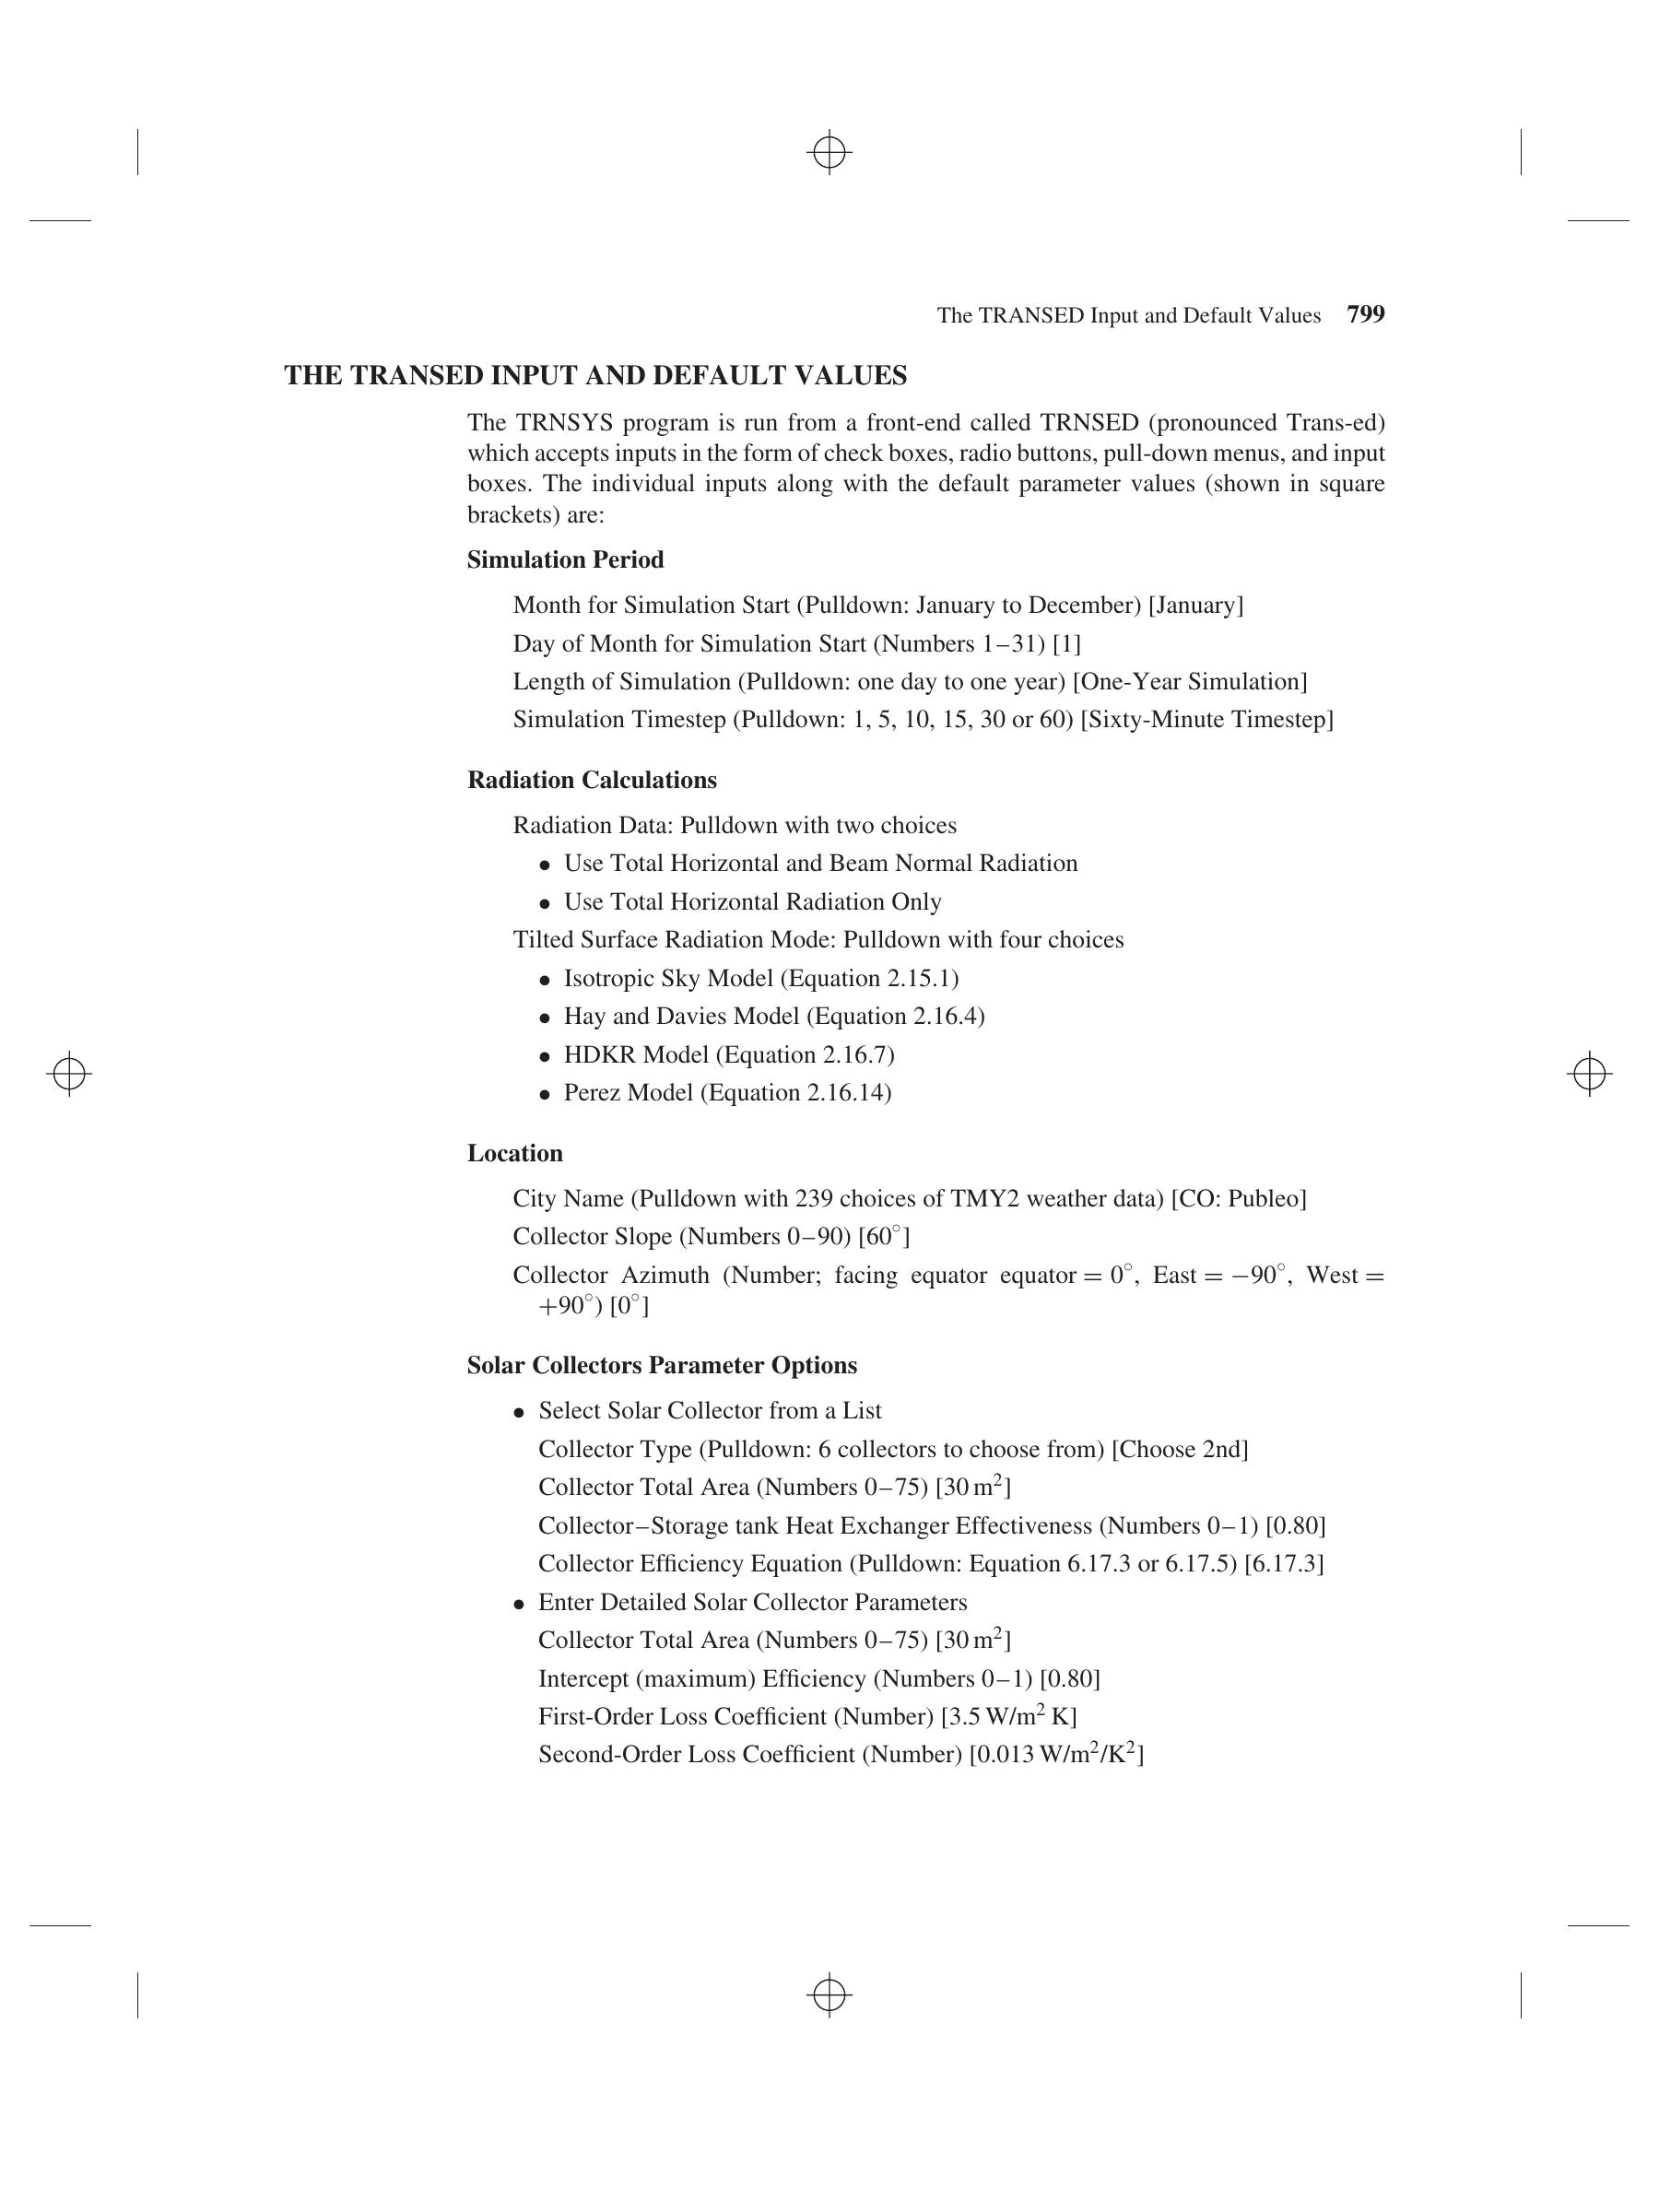 The TRANSED Input and Default Values 799
THE TRANSED INPUT AND DEFAULT VALUES
The TRNSYS program is run from a front-end called TRNSED (pronounced Trans-ed)
which accepts inputs in the form of check boxes, radio buttons, pull-down menus, and input
boxes. The individual inputs along with the default parameter values (shown in square
brackets) are:
Simulation Period
Month for Simulation Start (Pulldown: January to December) [January]
Day of Month for Simulation Start (Numbers 1–31) [1]
Length of Simulation (Pulldown: one day to one year) [One-Year Simulation]
Simulation Timestep (Pulldown: 1, 5, 10, 15, 30 or 60) [Sixty-Minute Timestep]
Radiation Calculations
Radiation Data: Pulldown with two choices
• Use Total Horizontal and Beam Normal Radiation
• Use Total Horizontal Radiation Only
Tilted Surface Radiation Mode: Pulldown with four choices
• Isotropic Sky Model (Equation 2.15.1)
• Hay and Davies Model (Equation 2.16.4)
• HDKR Model (Equation 2.16.7)
• Perez Model (Equation 2.16.14)
Location
City Name (Pulldown with 239 choices of TMY2 weather data) [CO: Publeo]
Collector Slope (Numbers 0–90) [60°]
Collector Azimuth (Number; facing equator equator = 0°, East = −90°, West =
+90°) [0°]
Solar Collectors Parameter Options
• Select Solar Collector from a List
Collector Type (Pulldown: 6 collectors to choose from) [Choose 2nd]
Collector Total Area (Numbers 0–75) [30 m²]
Collector–Storage tank Heat Exchanger Effectiveness (Numbers 0–1) [0.80]
Collector Efficiency Equation (Pulldown: Equation 6.17.3 or 6.17.5) [6.17.3]
• Enter Detailed Solar Collector Parameters
Collector Total Area (Numbers 0–75) [30 m²]
Intercept (maximum) Efficiency (Numbers 0–1) [0.80]
First-Order Loss Coefficient (Number) [3.5 W/m² K]
Second-Order Loss Coefficient (Number) [0.013 W/m²/K²]